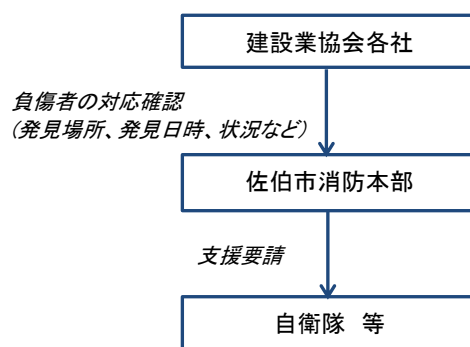 建設業協会各社
負傷者の対応確認
(発見場所、発見日時、状況など)
佐伯市消防本部
支援要請
自衛隊　等